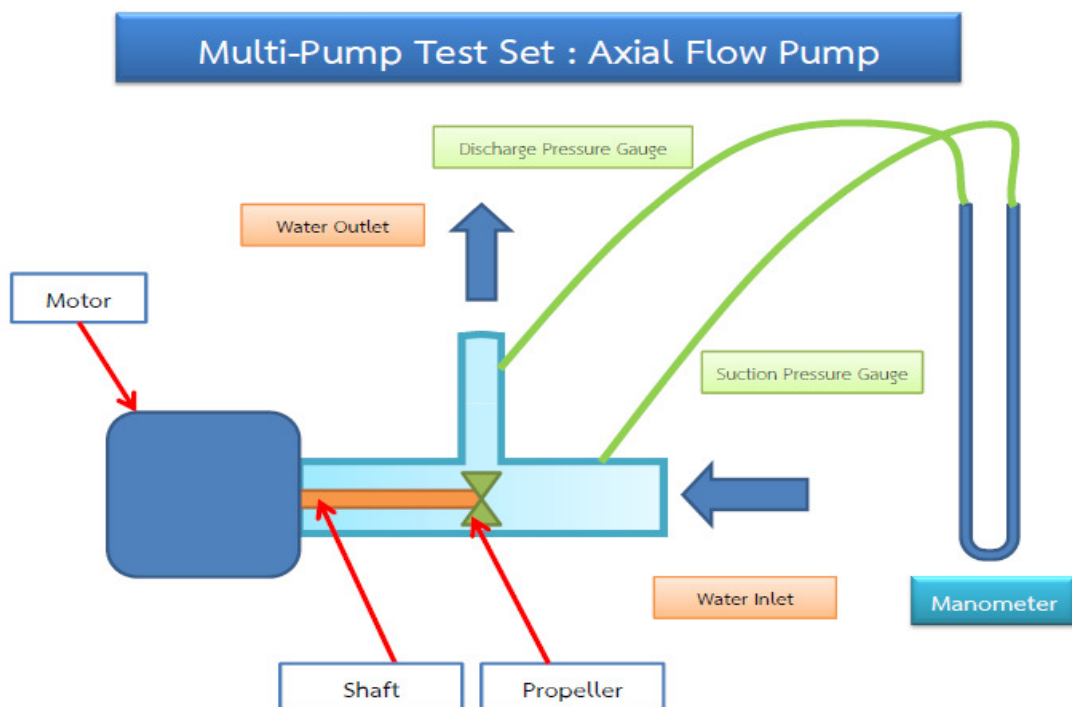 Multi-Pump Test Set : Axial Flow Pump
Discharge Pressure Gauge
Water Outlet
Motor
Suction Pressure Gauge
Water Inlet
Manometer
Shaft
Propeller